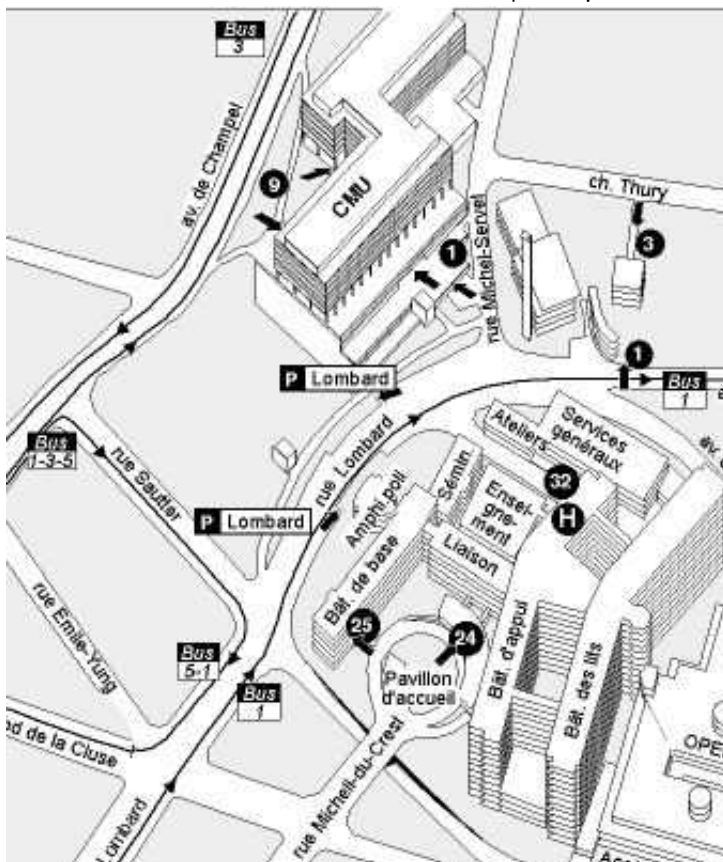 Bus
3
av. de Champel
9
CMU
ch. Thury
3
1
rue Michel-Servet
1
P Lombard
Bus
1
Bus
1-3-5
rue Sautter
rue Lombard
Ateliers
Services
généraux
Sémin
32
H
Ensei-
gne-
ment
Amphi poli
P Lombard
Liaison
Bât. de base
rue Emile-Yung
25
24
Bus
5-1
Pavillon
d'accueil
Bât. d'appui
Bât. des lits
Bus
1
od de la Cluse
rue Micheli-du-Crest
OPE
Lombard